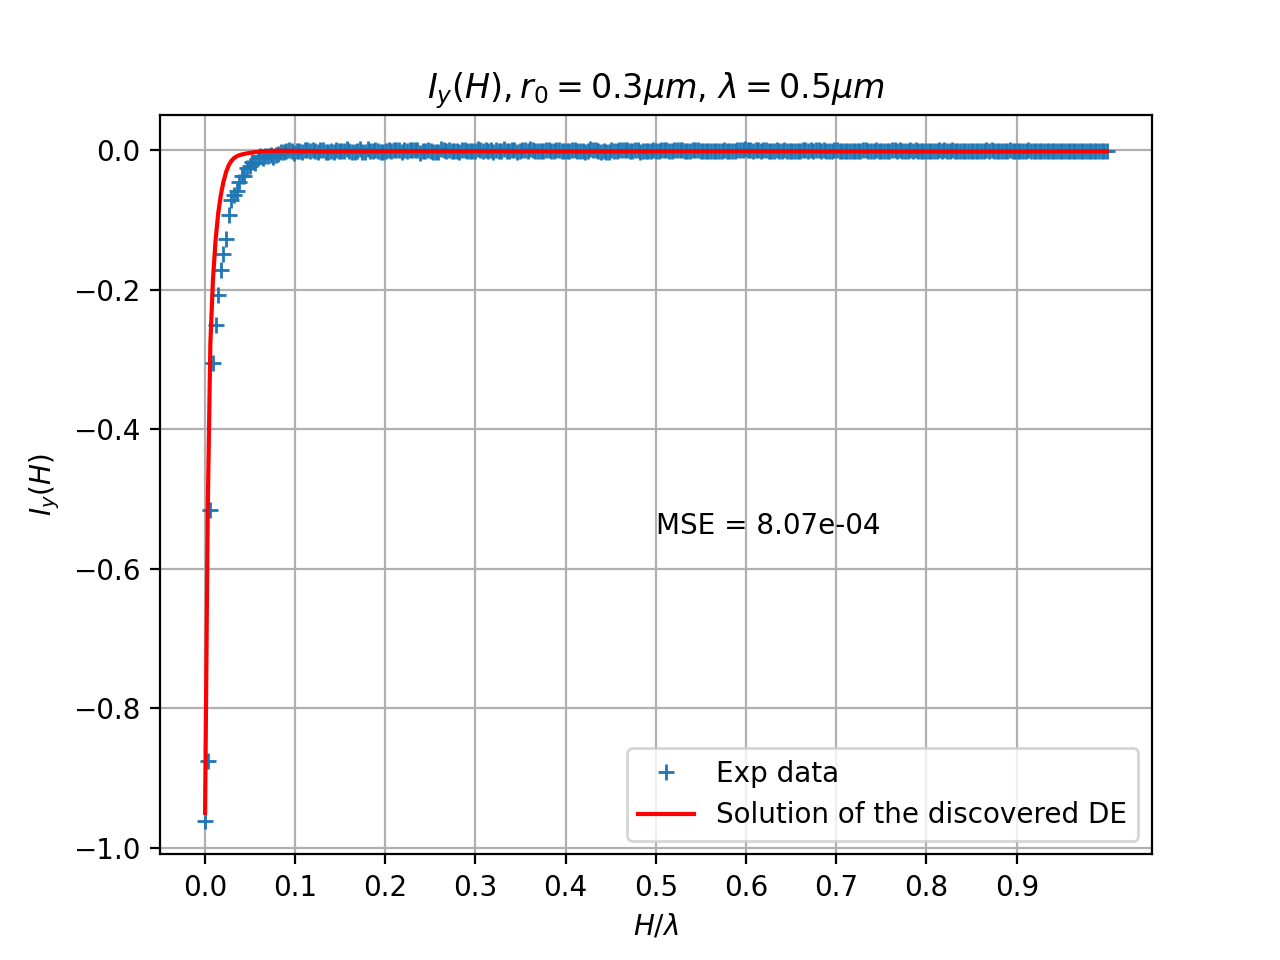 I_y(H), r_0 = 0.3μm, λ = 0.5μm
0.0
−0.2
−0.4
−0.6
−0.8
−1.0
I_y(H)
MSE = 8.07e-04
Exp data
Solution of the discovered DE
0.0 0.1 0.2 0.3 0.4 0.5 0.6 0.7 0.8 0.9
H/λ